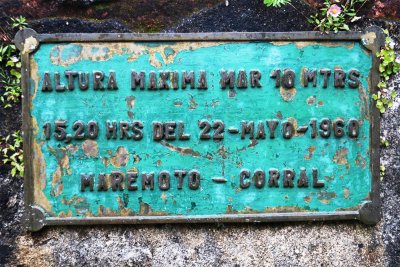 ALTURA MAXIMA MAR 10 MTRS
15.20 HRS DEL 22-MAYO-1960
MAREMOTO - CORRAL